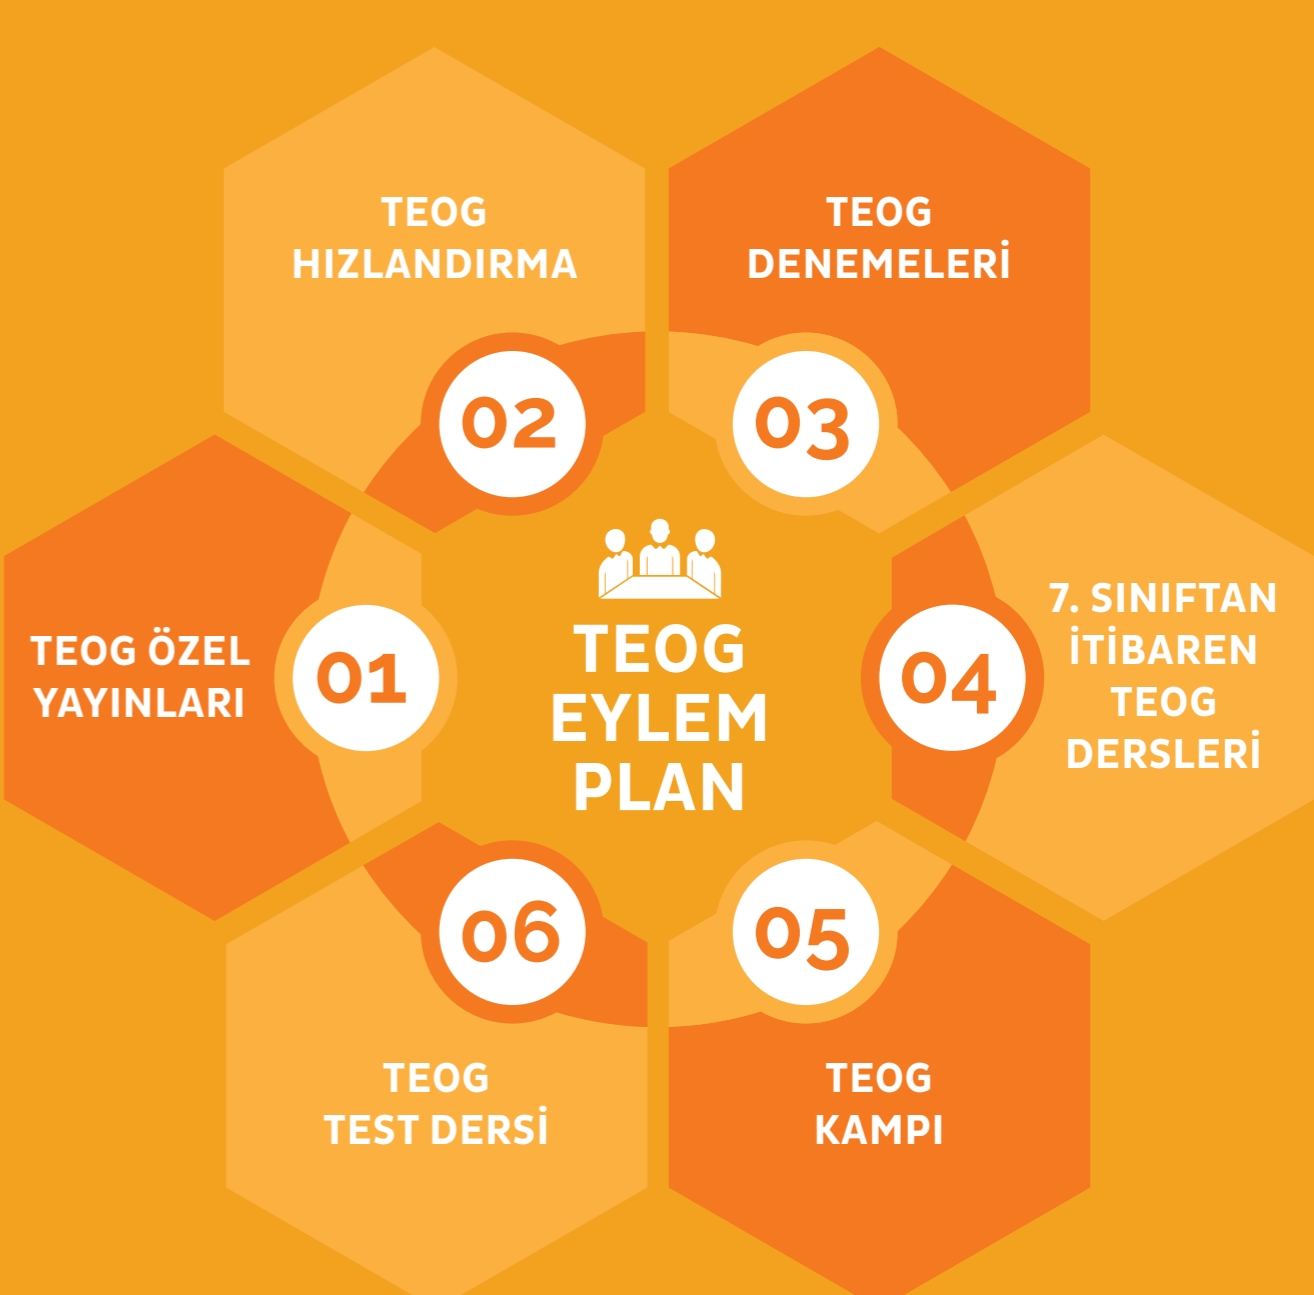 TEOG
HIZLANDIRMA
02
TEOG
DENEMELERİ
03
TEOG ÖZEL
YAYINLARI
01
TEOG
EYLEM
PLAN
04
7. SINIFTAN
İTİBAREN
TEOG
DERSLERİ
06
TEOG
TEST DERSİ
05
TEOG
KAMPI